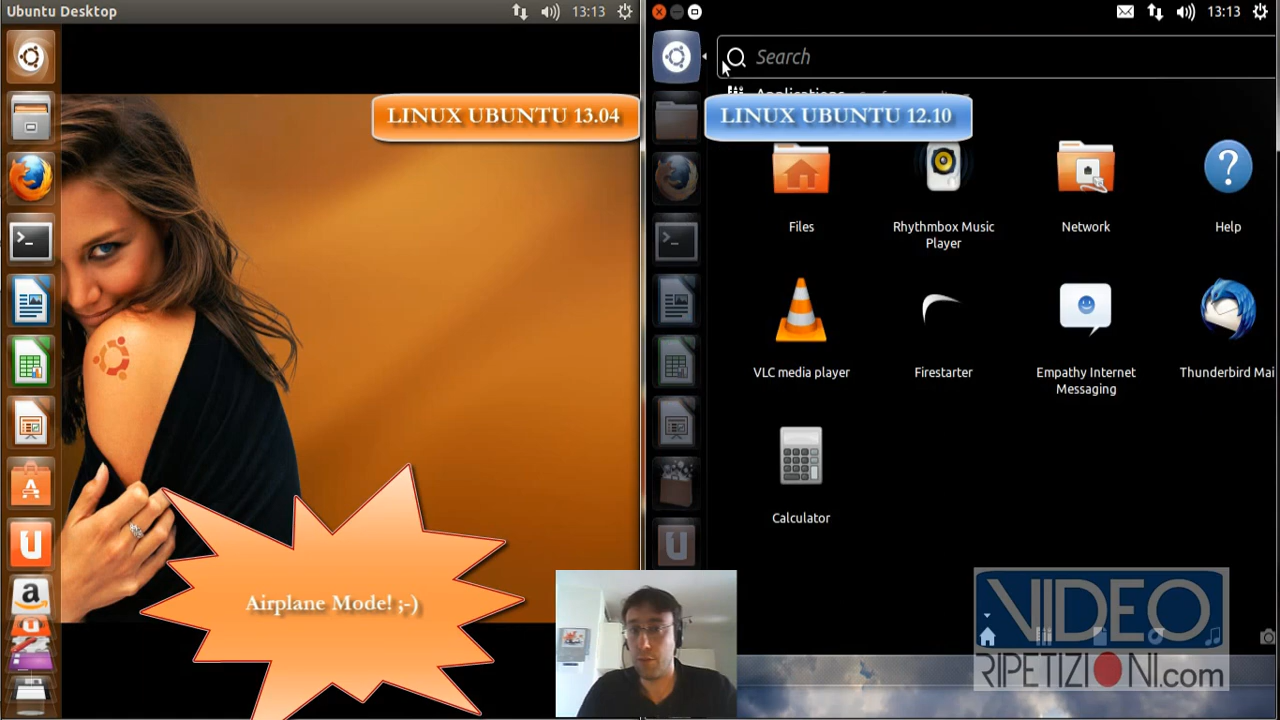 Ubuntu Desktop
13:13
13:13
Search
LINUX UBUNTU 13.04
LINUX UBUNTU 12.10
Files
Rhythmbox Music
Player
Network
Help
VLC media player
Firestarter
Empathy Internet
Messaging
Thunderbird Mai
Calculator
Airplane Mode! ;-)
VIDEO
RIPETIZIONI.com